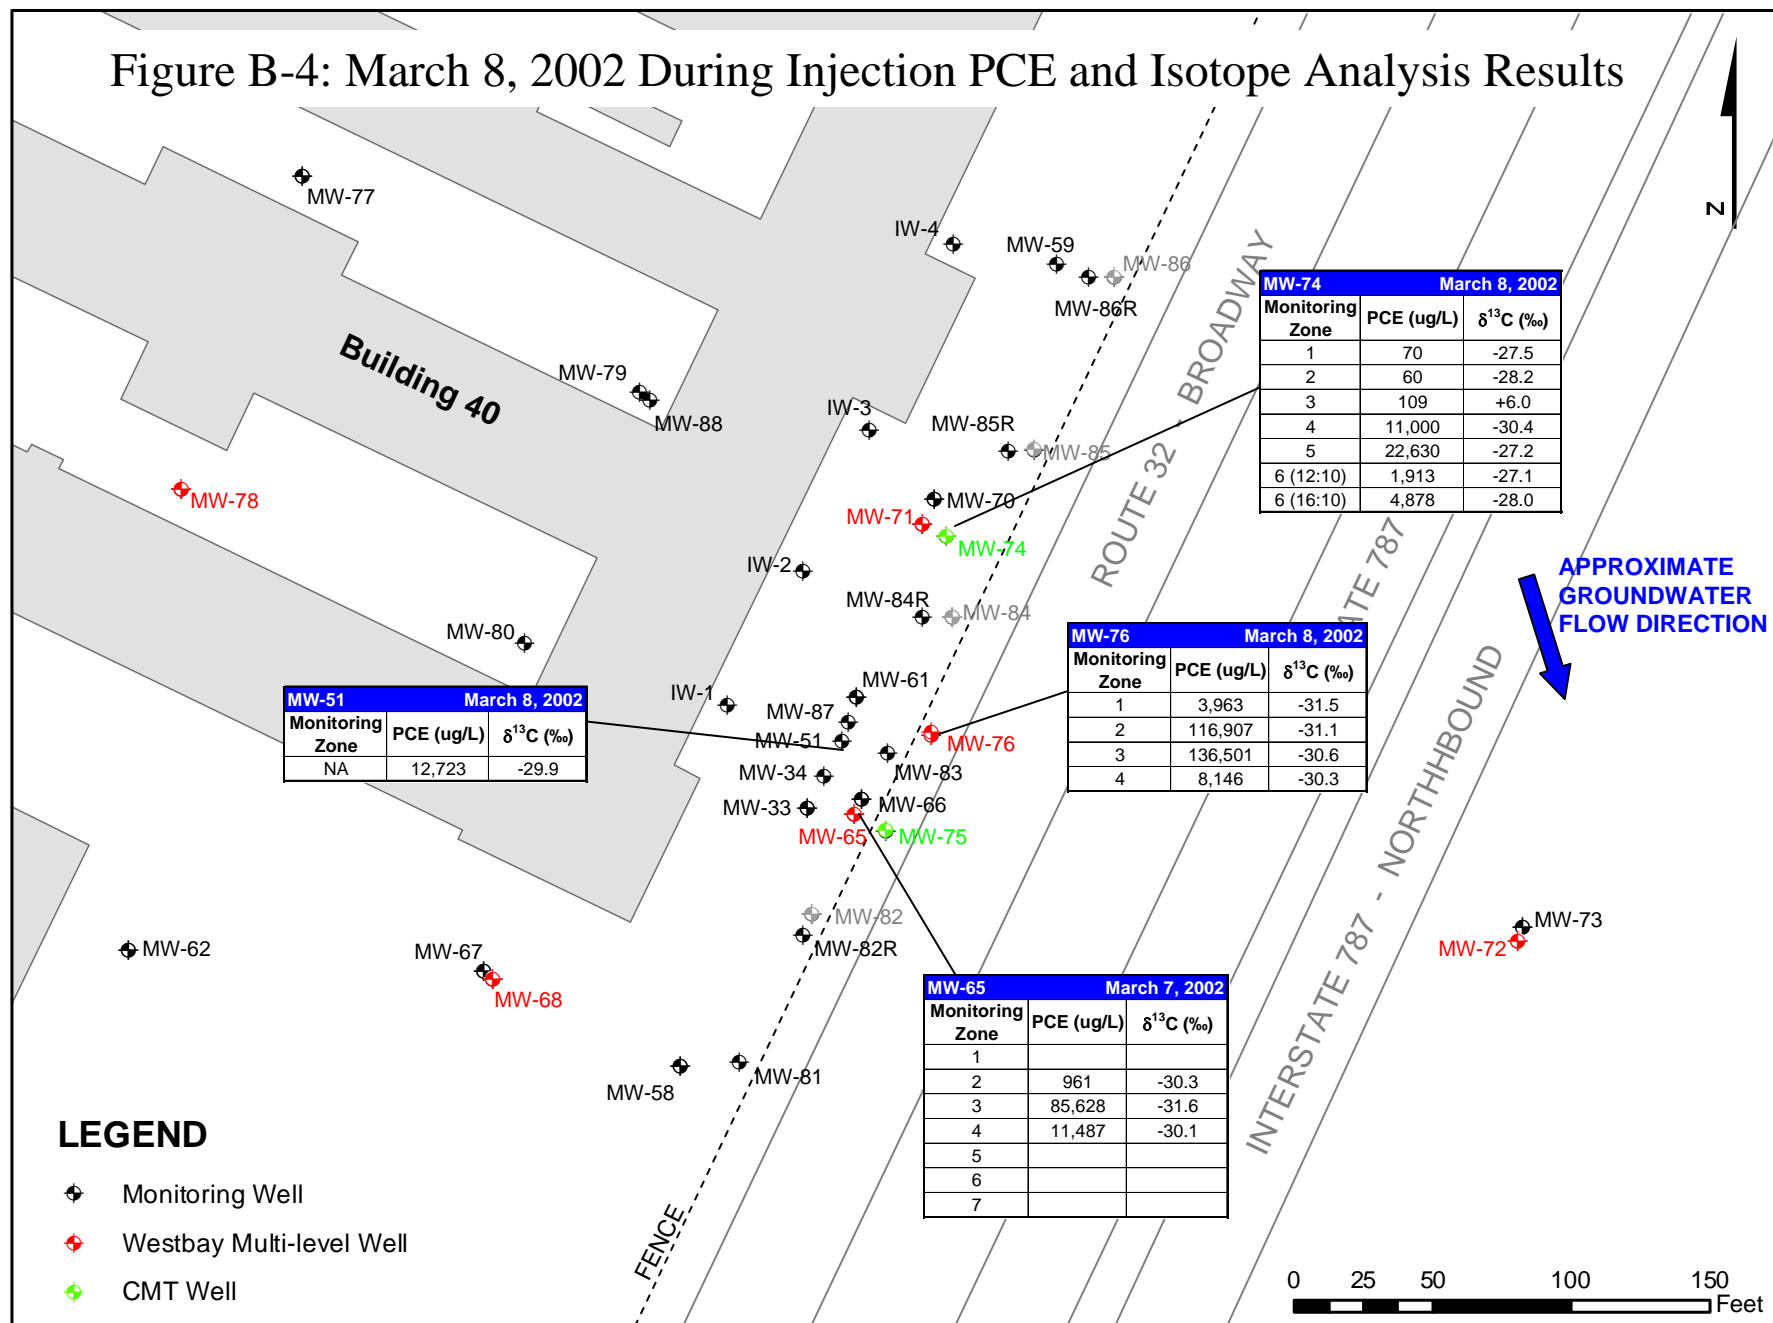 Figure B-4: March 8, 2002 During Injection PCE and Isotope Analysis Results
MW-77
IW-4
MW-59
MW-86
MW-86R
N
Building 40
MW-79
MW-88
IW-3
MW-85R
MW-85
MW-78
MW-70
MW-71
MW-74
IW-2
MW-84R
MW-84
MW-80
MW-61
IW-1
MW-87
MW-51
MW-76
MW-34
MW-83
MW-33
MW-66
MW-65
MW-75
MW-82
MW-82R
MW-62
MW-67
MW-68
MW-73
MW-72
MW-58
MW-81
ROUTE 32 - BROADWAY
ATE 787
INTERSTATE 787 - NORTHHBOUND
FENCE
APPROXIMATE
GROUNDWATER
FLOW DIRECTION
MW-74 March 8, 2002
Monitoring Zone PCE (ug/L) δ13C (‰)
1 70 -27.5
2 60 -28.2
3 109 +6.0
4 11,000 -30.4
5 22,630 -27.2
6 (12:10) 1,913 -27.1
6 (16:10) 4,878 -28.0
MW-76 March 8, 2002
Monitoring Zone PCE (ug/L) δ13C (‰)
1 3,963 -31.5
2 116,907 -31.1
3 136,501 -30.6
4 8,146 -30.3
MW-51 March 8, 2002
Monitoring Zone PCE (ug/L) δ13C (‰)
NA 12,723 -29.9
MW-65 March 7, 2002
Monitoring Zone PCE (ug/L) δ13C (‰)
1
2 961 -30.3
3 85,628 -31.6
4 11,487 -30.1
5
6
7
LEGEND
Monitoring Well
Westbay Multi-level Well
CMT Well
0 25 50 100 150
Feet